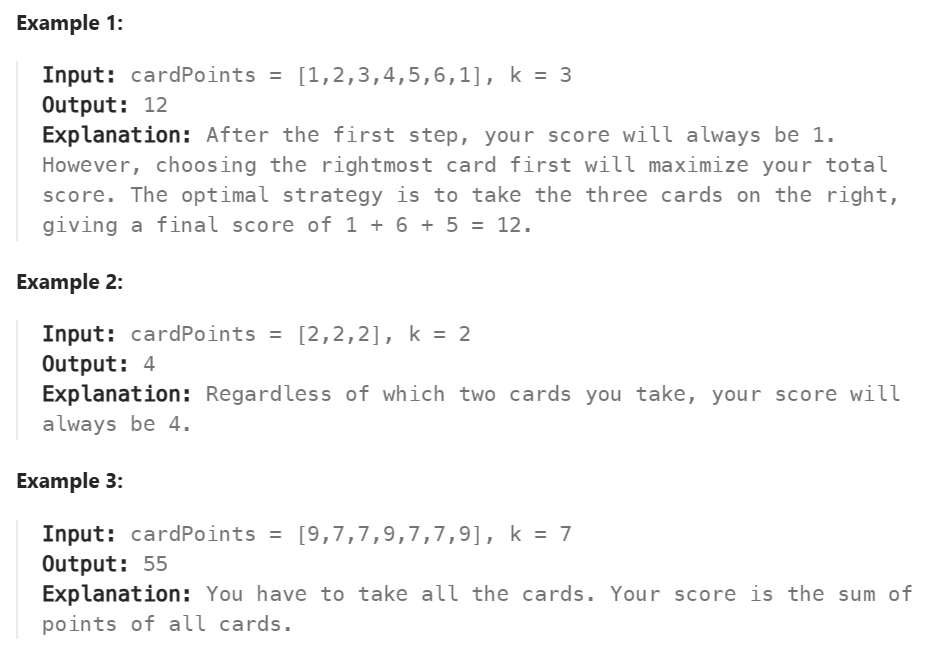 Example 1:
Input: cardPoints = [1,2,3,4,5,6,1], k = 3
Output: 12
Explanation: After the first step, your score will always be 1.
However, choosing the rightmost card first will maximize your total
score. The optimal strategy is to take the three cards on the right,
giving a final score of 1 + 6 + 5 = 12.
Example 2:
Input: cardPoints = [2,2,2], k = 2
Output: 4
Explanation: Regardless of which two cards you take, your score will
always be 4.
Example 3:
Input: cardPoints = [9,7,7,9,7,7,9], k = 7
Output: 55
Explanation: You have to take all the cards. Your score is the sum of
points of all cards.